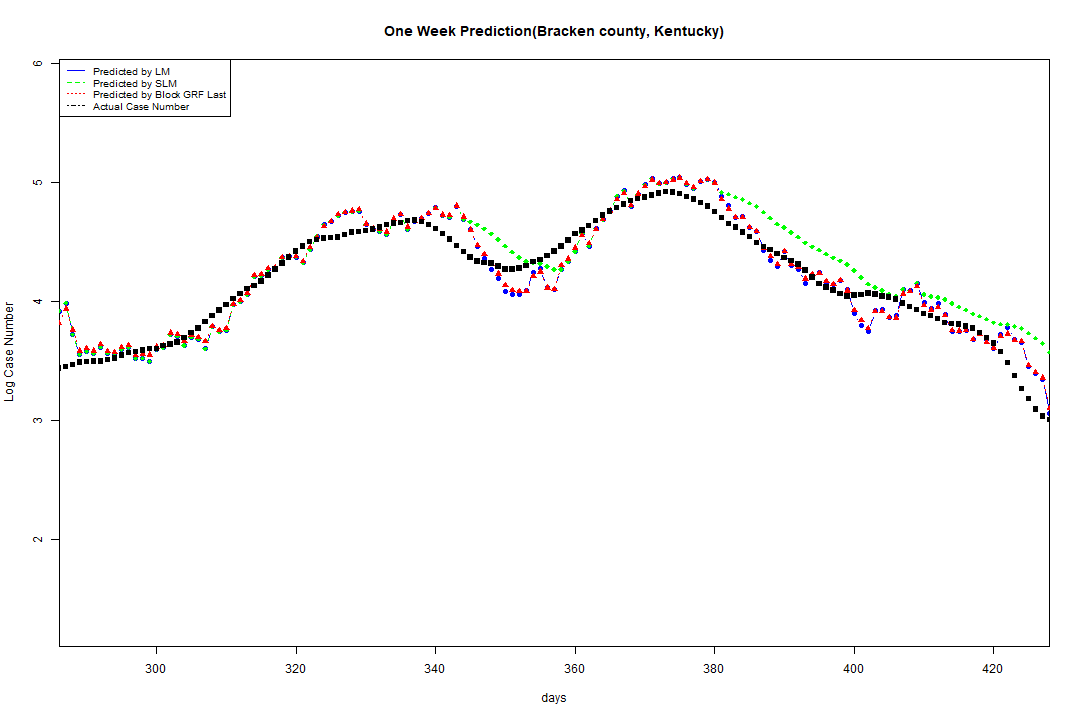 One Week Prediction(Bracken county, Kentucky)
Predicted by LM
Predicted by SLM
Predicted by Block GRF Last
Actual Case Number
6
5
4
3
2
Log Case Number
300 320 340 360 380 400 420
days